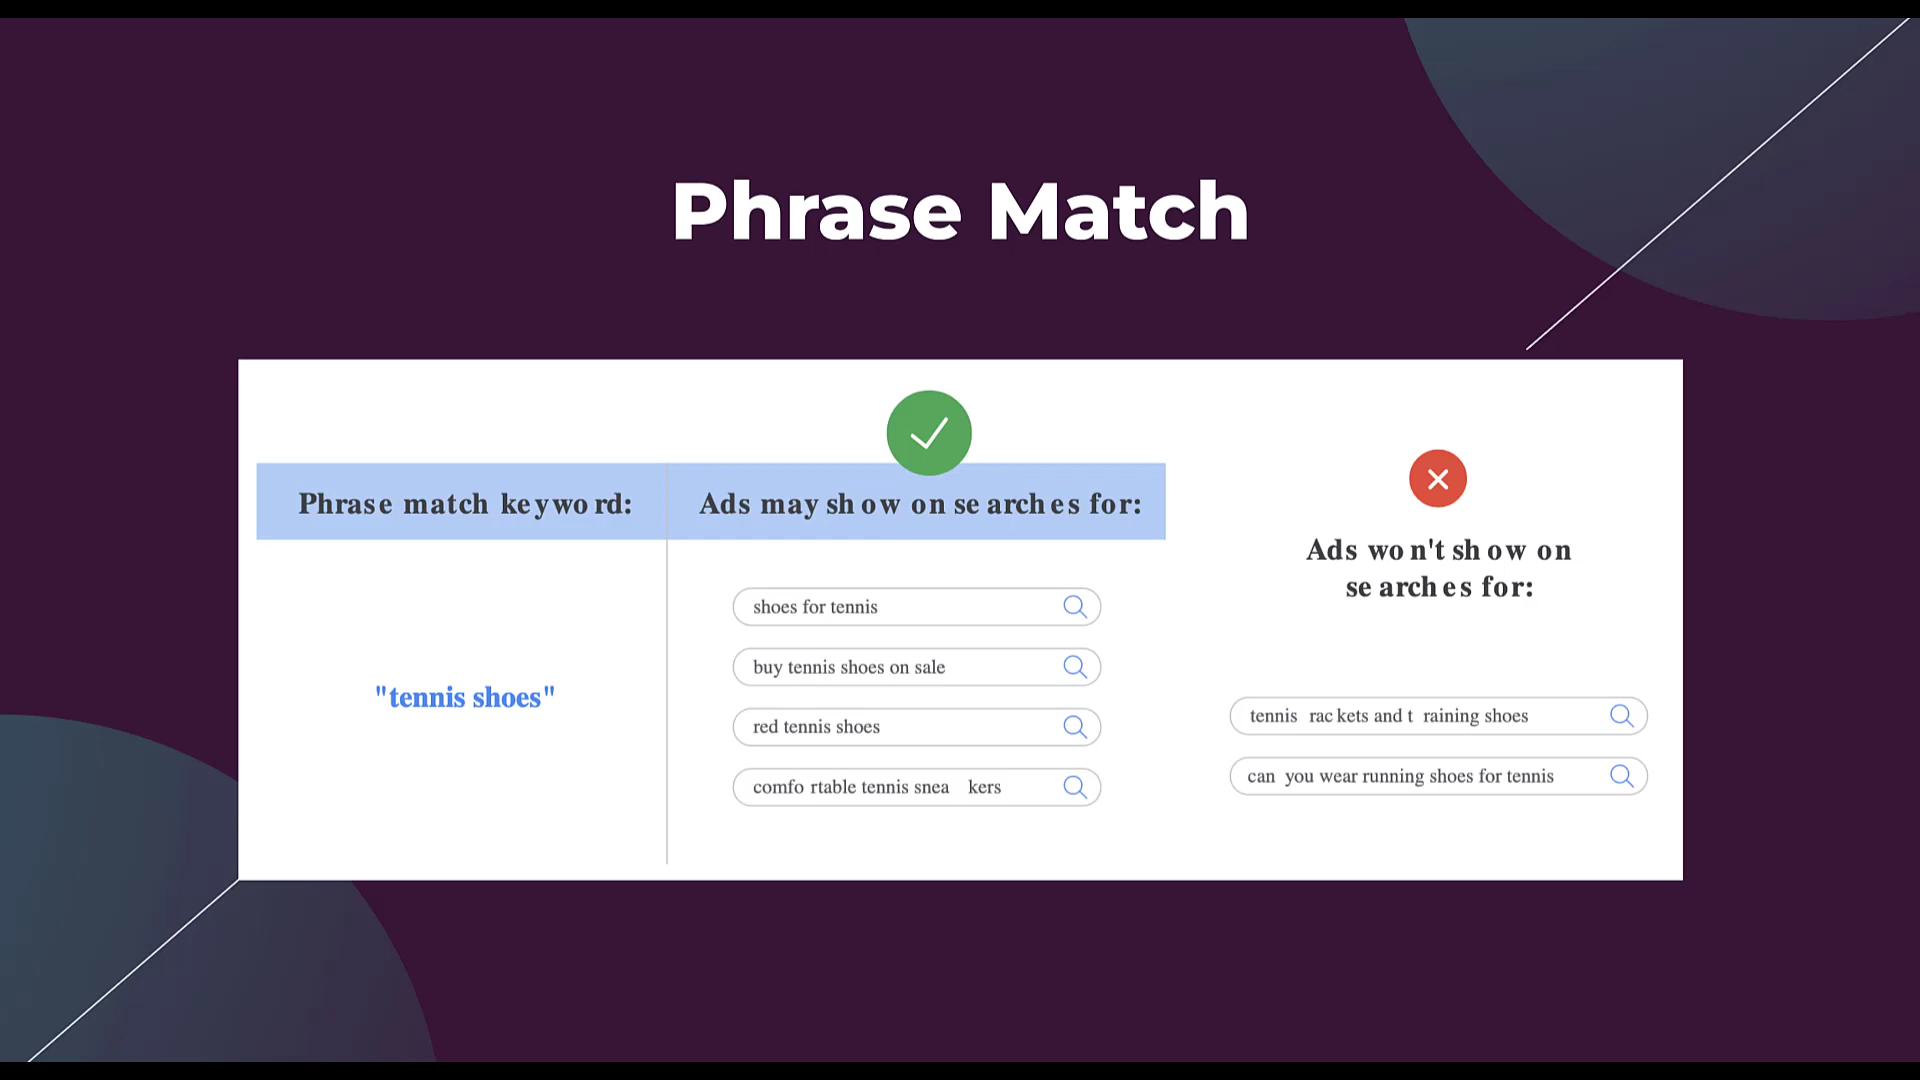 Phrase Match
Phrase match keyword:
Ads may show on searches for:
"tennis shoes"
shoes for tennis
buy tennis shoes on sale
red tennis shoes
comfortable tennis sneakers
Ads won't show on
searches for:
tennis rackets and training shoes
can you wear running shoes for tennis